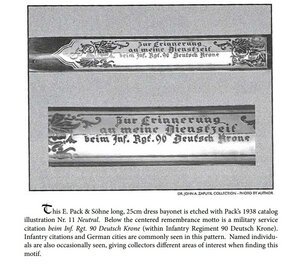 Zur Erinnerung
an meine Dienstzeit
beim Inf. Rgt. 90 Deutsch Krone
Zur Erinnerung
an meine Dienstzeit
beim Inf. Rgt. 90 Deutsch Krone
DR. JOHN A. ZAPUTIL COLLECTION - PHOTO BY AUTHOR
This E. Pack & Söhne long, 25cm dress bayonet is etched with Pack's 1938 catalog
illustration Nr. 11 Neutral. Below the centered remembrance motto is a military service
citation beim Inf. Rgt. 90 Deutsch Krone (within Infantry Regiment 90 Deutsch Krone).
Infantry citations and German cities are commonly seen in this pattern. Named individu-
als are also occasionally seen, giving collectors different areas of interest when finding this
motif.